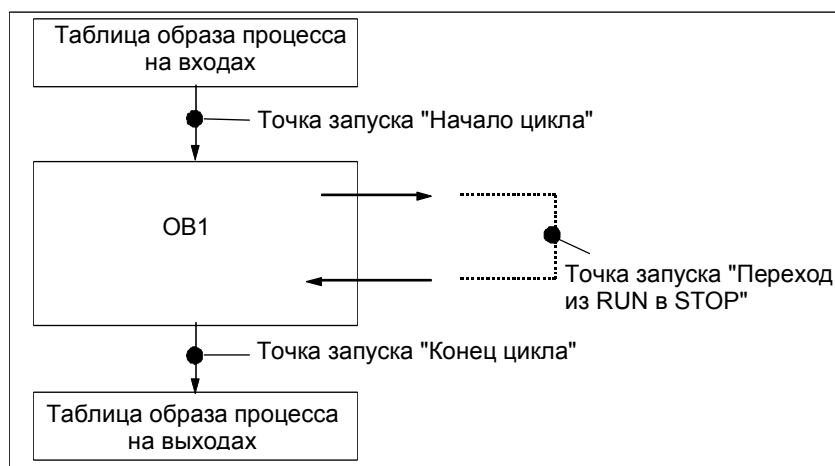 Таблица образа процесса
на входах
Точка запуска "Начало цикла"
OB1
Точка запуска "Переход
из RUN в STOP"
Точка запуска "Конец цикла"
Таблица образа процесса
на выходах